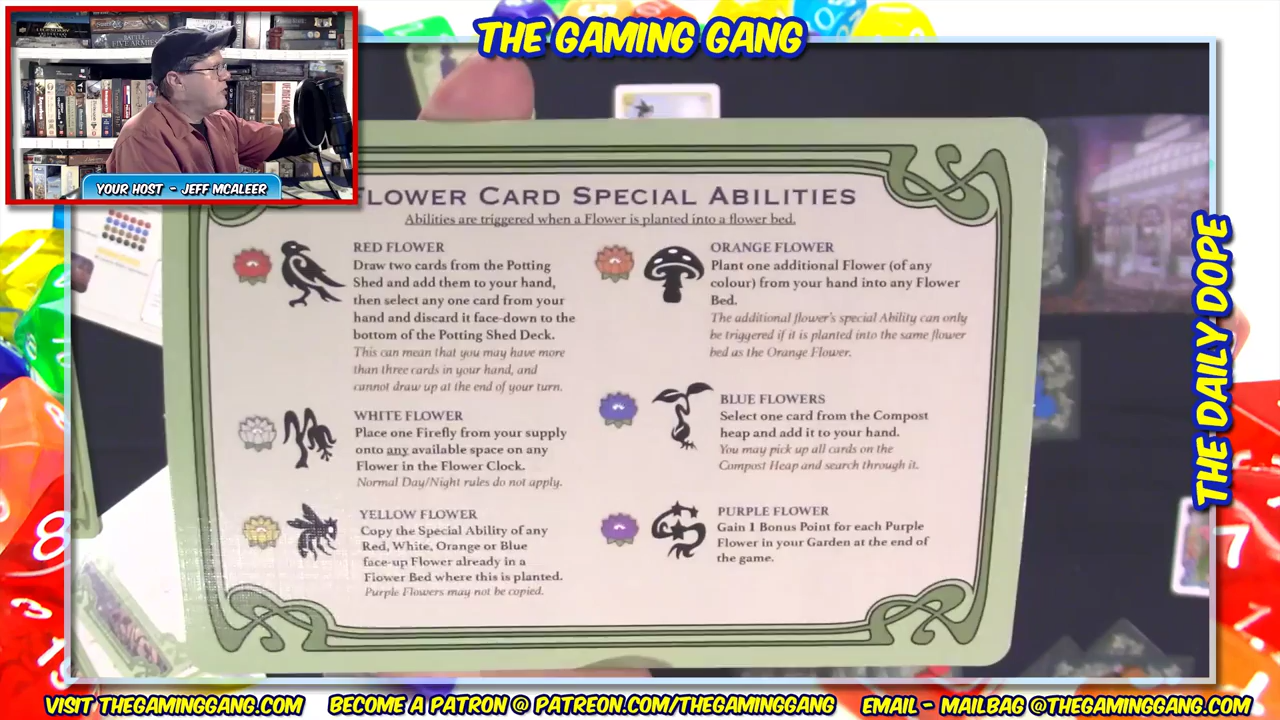 THE GAMING GANG
YOUR HOST - JEFF MCALEER
FLOWER CARD SPECIAL ABILITIES
Abilities are triggered when a Flower is planted into a flower bed.
RED FLOWER
Draw two cards from the Potting
Shed and add them to your hand,
then select any one card from your
hand and discard it face-down to the
bottom of the Potting Shed Deck.
This can mean that you may have more
than three cards in your hand, and
cannot draw up at the end of your turn.
WHITE FLOWER
Place one Firefly from your supply
onto any available space on any
Flower in the Flower Clock.
Normal Day/Night rules do not apply.
YELLOW FLOWER
Copy the Special Ability of any
Red, White, Orange or Blue
face-up Flower already in a
Flower Bed where this is planted.
Purple Flowers may not be copied.
ORANGE FLOWER
Plant one additional Flower (of any
colour) from your hand into any Flower
Bed.
The additional flower's special Ability can only
be triggered if it is planted into the same flower
bed as the Orange Flower.
BLUE FLOWERS
Select one card from the Compost
heap and add it to your hand.
You may pick up all cards on the
Compost Heap and search through it.
PURPLE FLOWER
Gain 1 Bonus Point for each Purple
Flower in your Garden at the end of
the game.
THE DAILY DOPE
VISIT THEGAMINGGANG.COM BECOME A PATRON @ PATREON.COM/THEGAMINGGANG EMAIL - MAILBAG @THEGAMINGGANG.COM